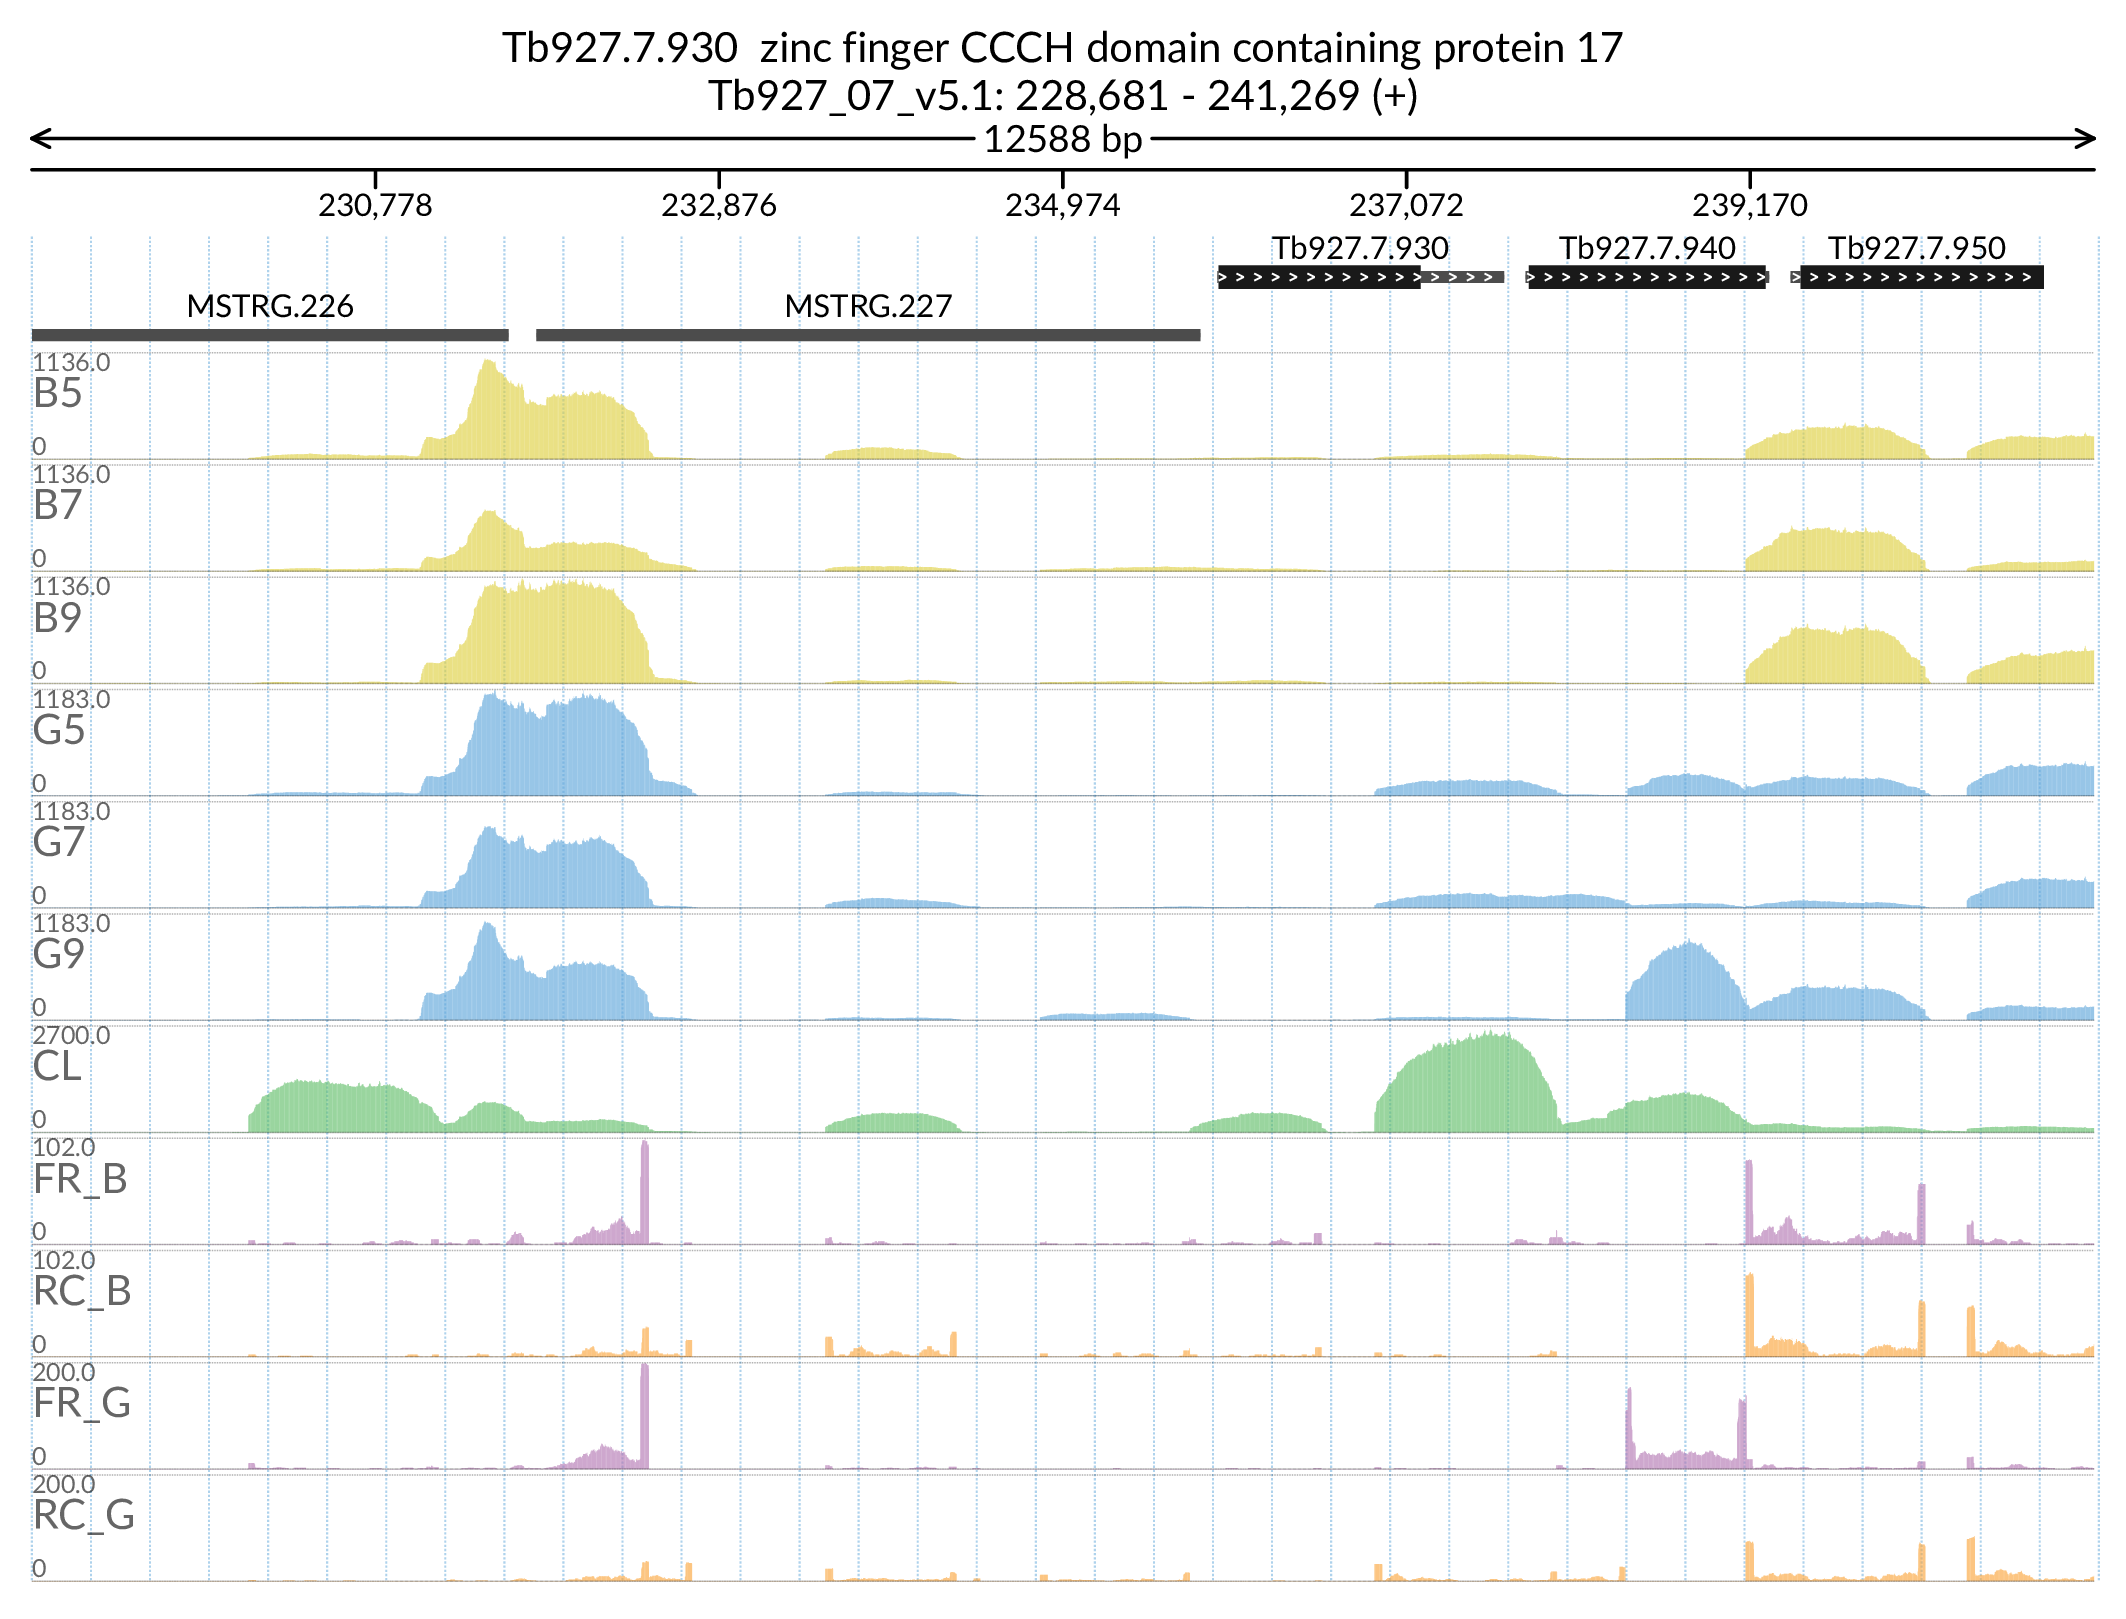 Tb927.7.930  zinc finger CCCH domain containing protein 17
Tb927_07_v5.1: 228,681 - 241,269 (+)
12588 bp
230,778 232,876 234,974 237,072 239,170
Tb927.7.930 Tb927.7.940 Tb927.7.950
MSTRG.226 MSTRG.227
1136.0
B5
0
1136.0
B7
0
1136.0
B9
0
1183.0
G5
0
1183.0
G7
0
1183.0
G9
0
2700.0
CL
0
102.0
FR_B
0
102.0
RC_B
0
200.0
FR_G
0
200.0
RC_G
0